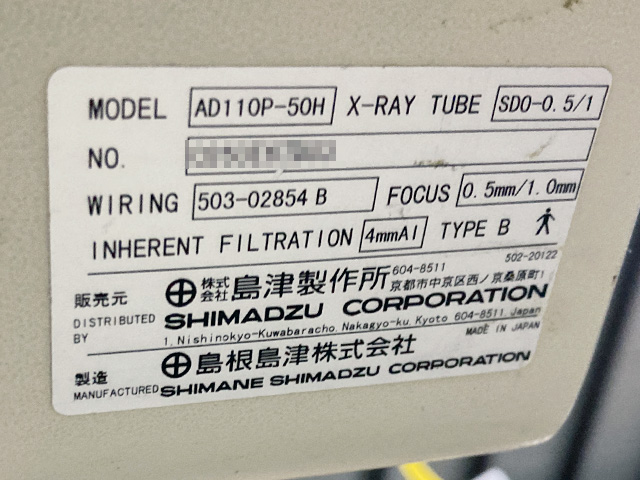 MODEL AD110P-50H X-RAY TUBE SDO-0.5/1
NO.
WIRING 503-02854 B FOCUS 0.5mm/1.0mm
INHERENT FILTRATION 4mmAl TYPE B
502-20122
販売元 株式会社 島津製作所 604-8511 京都市中京区西ノ京桑原町1
DISTRIBUTED BY SHIMADZU CORPORATION
1, Nishinokyo-Kuwabaracho, Nakagyo-ku, Kyoto 604-8511, Japan
MADE IN JAPAN
製造 島根島津株式会社
MANUFACTURED SHIMANE SHIMADZU CORPORATION